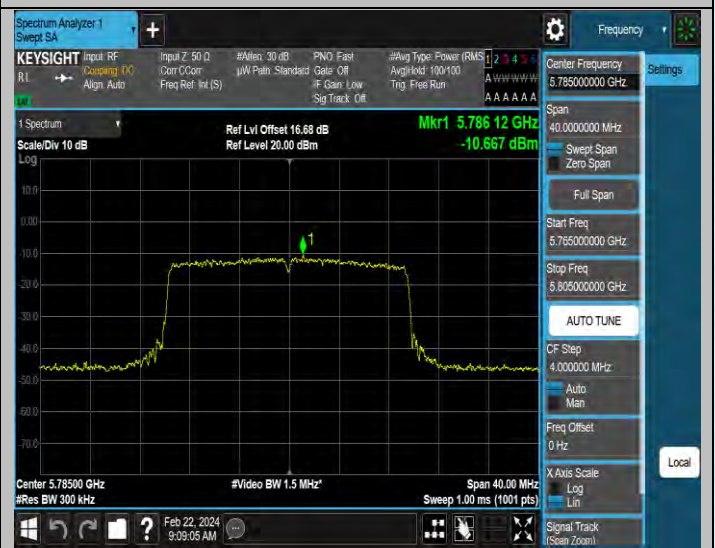 Spectrum Analyzer 1
Swept SA
+
Frequency
KEYSIGHT Input: RF
RL
Coupling: DC
Align: Auto
Input Z: 50 Ω
Corr CCorr
Freq Ref: Int (S)
#Atten: 30 dB
µW Path: Standard
PNO: Fast
Gate: Off
IF Gain: Low
Sig Track: Off
#Avg Type: Power (RMS
Avg|Hold: 100/100
Trig: Free Run
1 2 3 4 5 6
A W W W W W
A A A A A A
Settings
1 Spectrum
Scale/Div 10 dB
Log
Ref Lvl Offset 16.68 dB
Ref Level 20.00 dBm
Mkr1 5.786 12 GHz
-10.667 dBm
1
10.0
0.00
-10.0
-20.0
-30.0
-40.0
-50.0
-60.0
-70.0
Center 5.78500 GHz
#Res BW 300 kHz
#Video BW 1.5 MHz*
Span 40.00 MHz
Sweep 1.00 ms (1001 pts)
Center Frequency
5.785000000 GHz
Span
40.0000000 MHz
Swept Span
Zero Span
Full Span
Start Freq
5.765000000 GHz
Stop Freq
5.805000000 GHz
AUTO TUNE
CF Step
4.000000 MHz
Auto
Man
Freq Offset
0 Hz
X Axis Scale
Log
Lin
Signal Track
(Span Zoom)
Local
?
Feb 22, 2024
9:09:05 AM